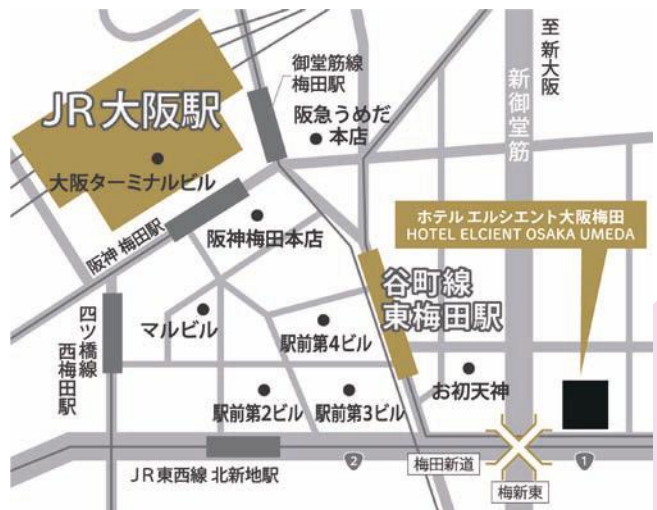 御堂筋線
梅田駅
至 新大阪
新御堂筋
JR 大阪駅
阪急うめだ
本店
大阪ターミナルビル
阪神 梅田駅
阪神梅田本店
ホテル エルシエント大阪梅田
HOTEL ELCIENT OSAKA UMEDA
谷町線
東梅田駅
四ツ橋線
西梅田駅
マルビル
駅前第4ビル
お初天神
駅前第2ビル
駅前第3ビル
JR東西線 北新地駅
2
梅田新道
1
梅新東